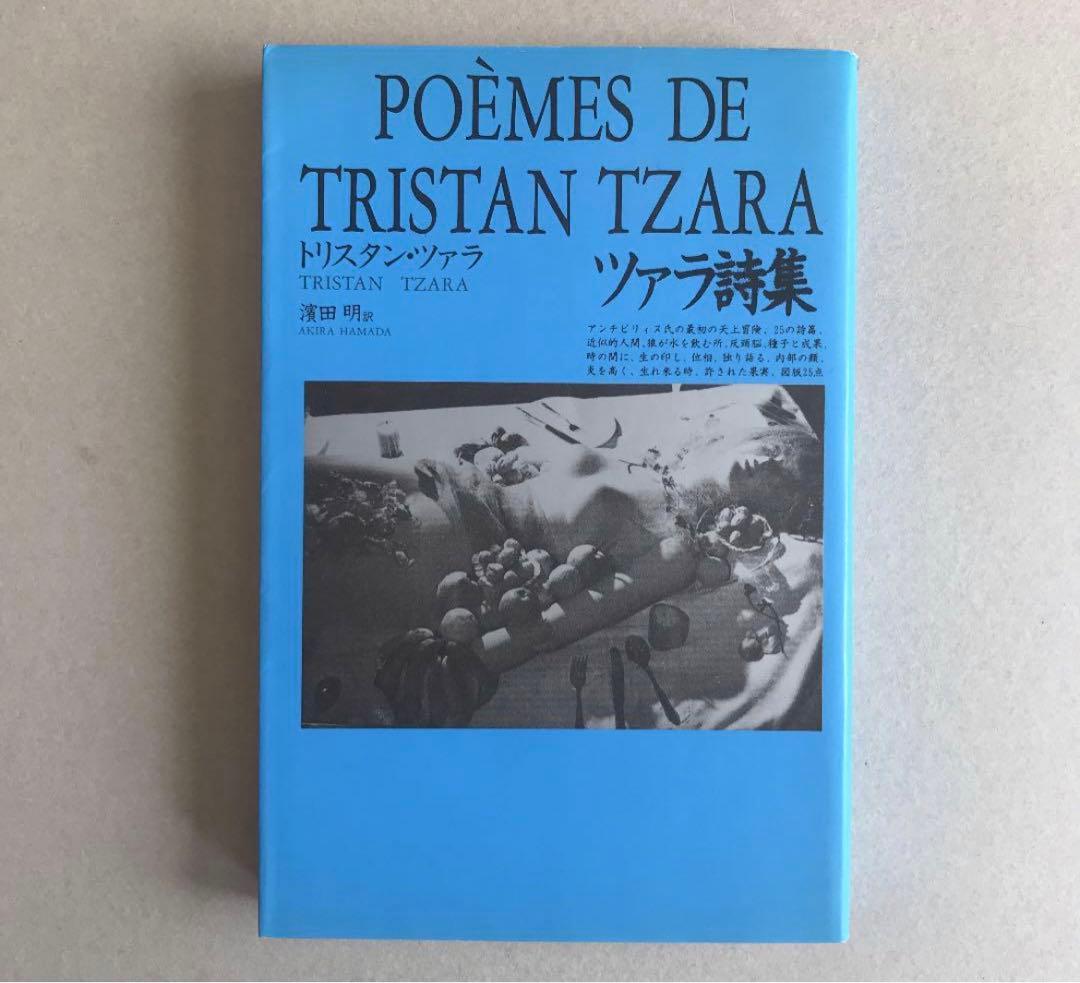 POÈMES DE
TRISTAN TZARA
トリスタン・ツァラ
TRISTAN TZARA
ツァラ詩集
濱田 明訳
AKIRA HAMADA
アンチピリィヌ氏の最初の天上冒険、25の詩篇、
近似的人間、狼が水を飲む所、反頭脳、種子と成果、
時の間に、生の印し、位相、独り語る、内部の顔、
炎を高く、生れ来る時、許された果実、図版25点